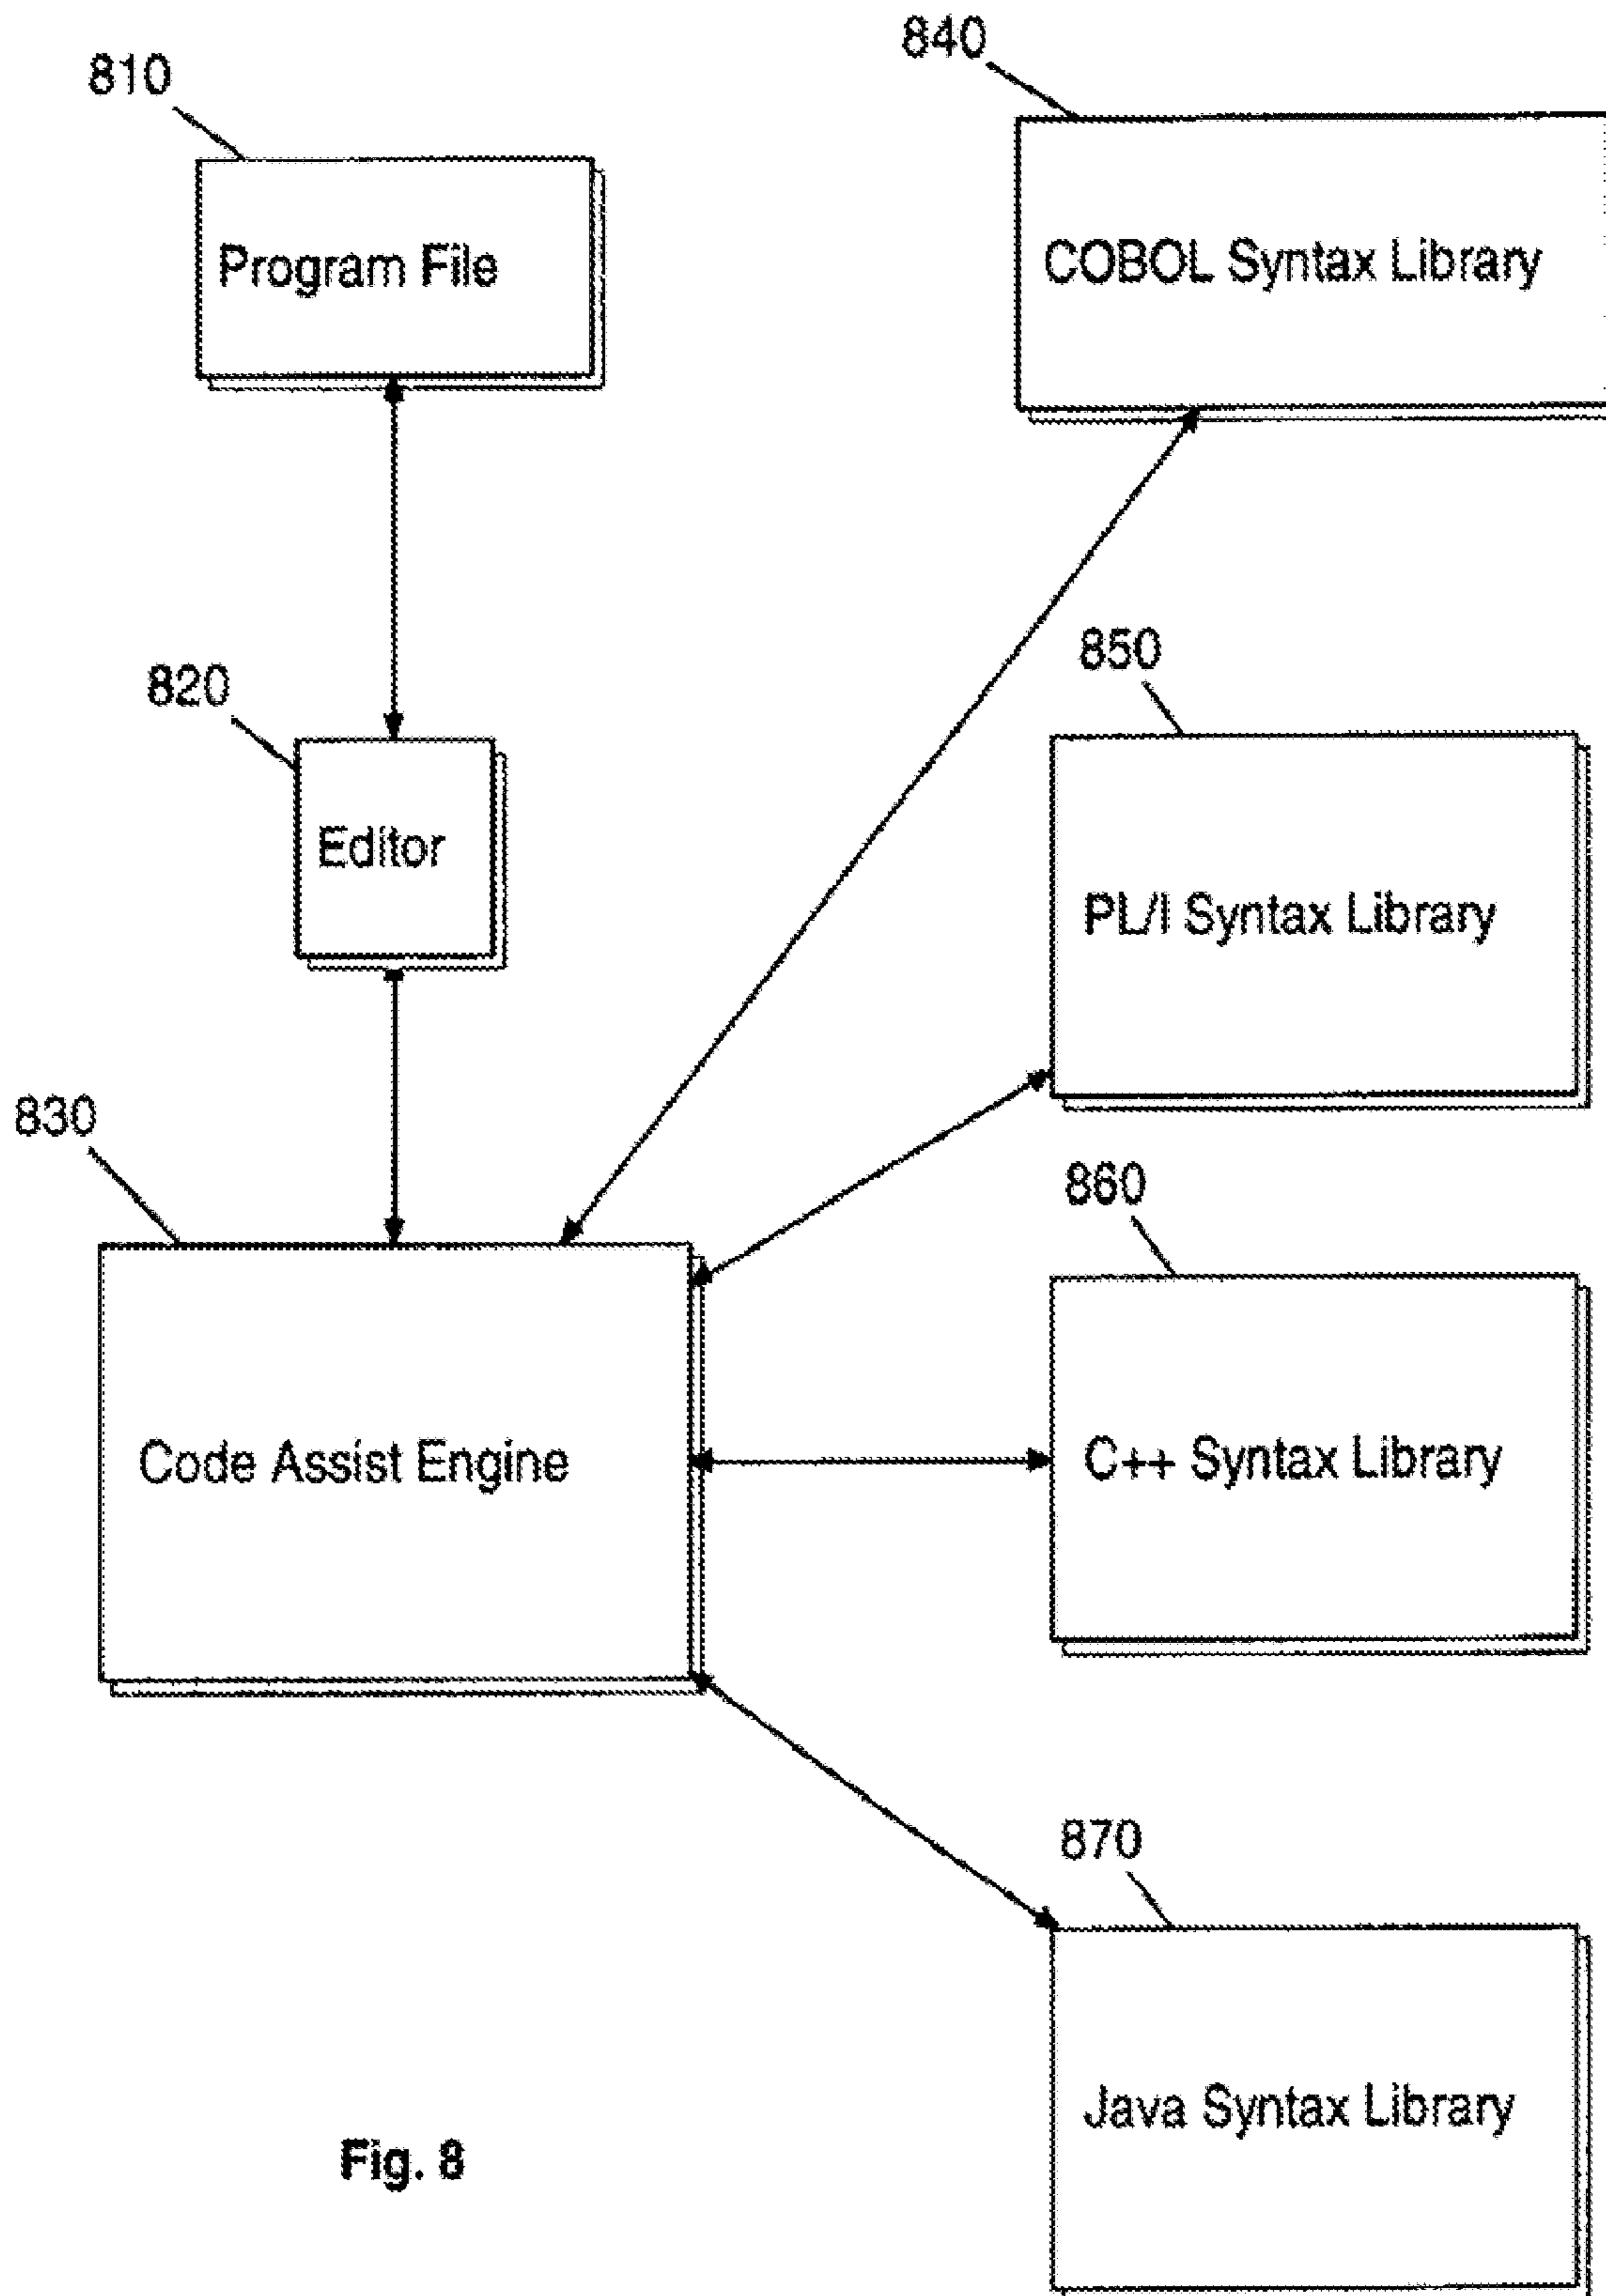 840
810
Program File
COBOL Syntax Library
850
820
Editor
PL/I Syntax Library
830
860
Code Assist Engine
C++ Syntax Library
870
Java Syntax Library
Fig. 8